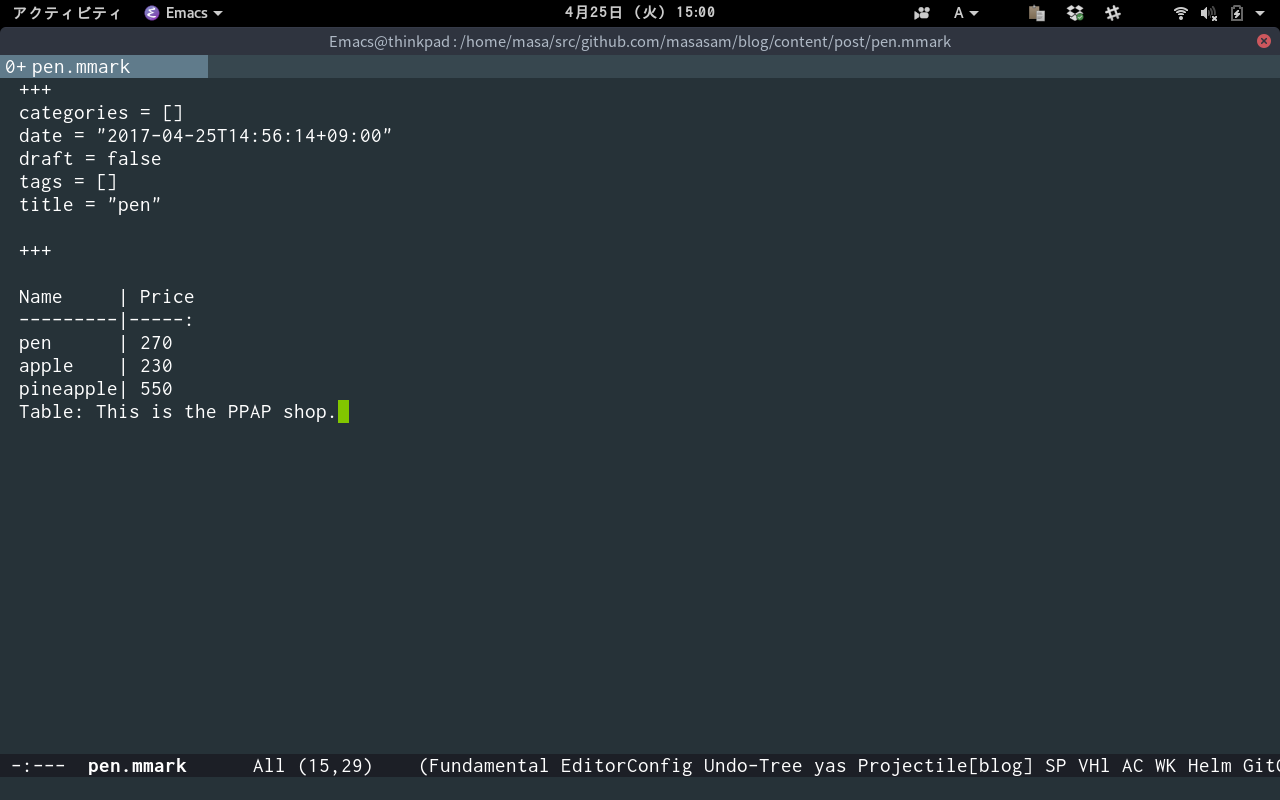 アクティビティ Emacs 4月25日 (火) 15:00 A
Emacs@thinkpad:/home/masa/src/github.com/masasam/blog/content/post/pen.mmark
0+ pen.mmark
+++
categories = []
date = "2017-04-25T14:56:14+09:00"
draft = false
tags = []
title = "pen"
+++
Name     | Price
---------|-----:
pen      | 270
apple    | 230
pineapple| 550
Table: This is the PPAP shop.
-:---  pen.mmark      All (15,29)    (Fundamental EditorConfig Undo-Tree yas Projectile[blog] SP VHl AC WK Helm Git